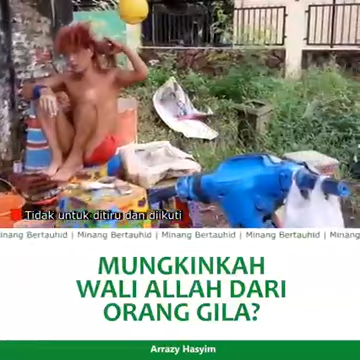 Tidak untuk ditiru dan diikuti
nang Bertauhid | Minang Bertauhid | Minang Bertauhid | Minang Bertauhid | Minang
MUNGKINKAH
WALI ALLAH DARI
ORANG GILA?
Arrazy Hasyim